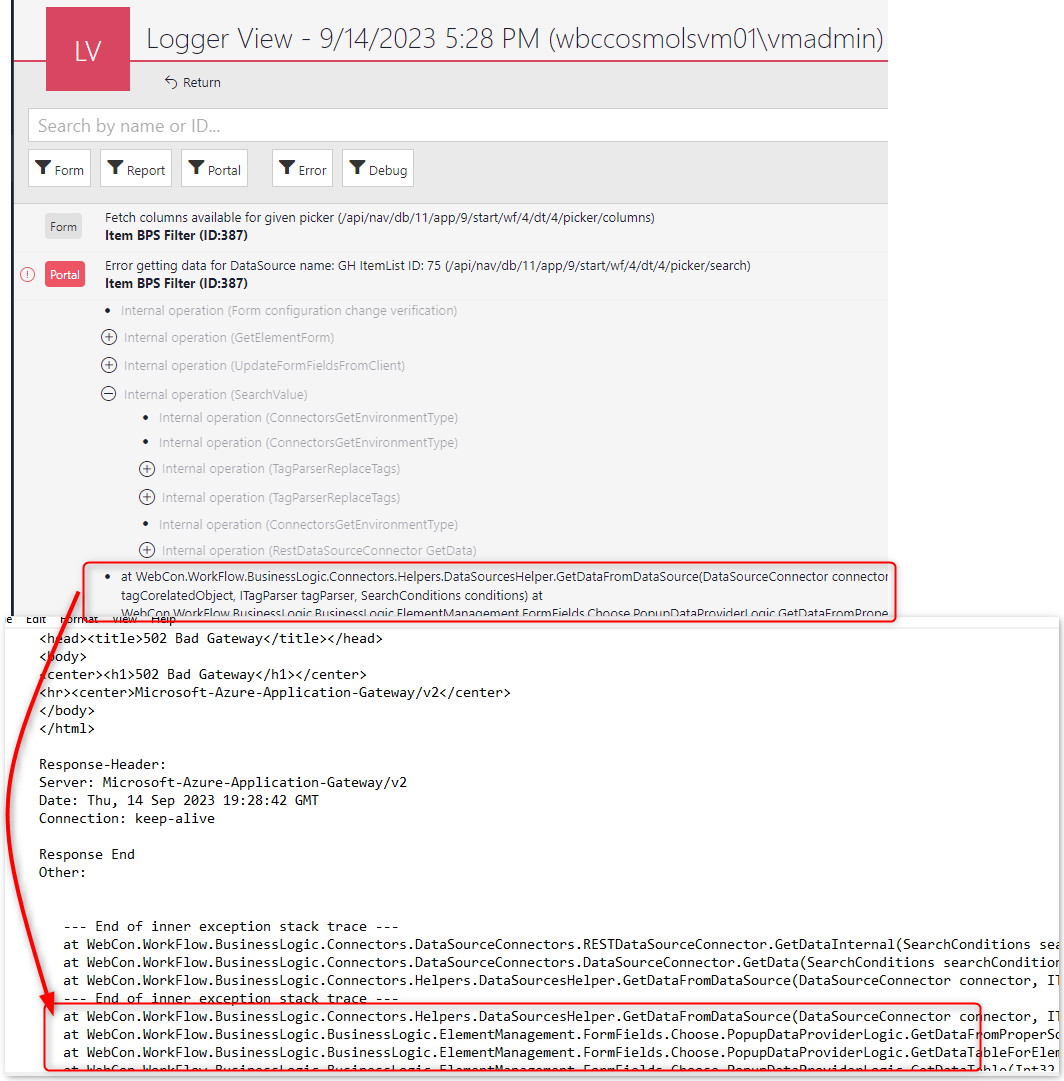 LV
Logger View - 9/14/2023 5:28 PM (wbccosmolsvm01\vmadmin)
Return
Search by name or ID...
Form Report Portal Error Debug
Form
Fetch columns available for given picker (/api/nav/db/11/app/9/start/wf/4/dt/4/picker/columns)
Item BPS Filter (ID:387)
Portal
Error getting data for DataSource name: GH ItemList ID: 75 (/api/nav/db/11/app/9/start/wf/4/dt/4/picker/search)
Item BPS Filter (ID:387)
• Internal operation (Form configuration change verification)
Internal operation (GetElementForm)
Internal operation (UpdateFormFieldsFromClient)
Internal operation (SearchValue)
• Internal operation (ConnectorsGetEnvironmentType)
• Internal operation (ConnectorsGetEnvironmentType)
Internal operation (TagParserReplaceTags)
Internal operation (TagParserReplaceTags)
• Internal operation (ConnectorsGetEnvironmentType)
Internal operation (RestDataSourceConnector GetData)
• at WebCon.WorkFlow.BusinessLogic.Connectors.Helpers.DataSourcesHelper.GetDataFromDataSource(DataSourceConnector connector
tagCorelatedObject, ITagParser tagParser, SearchConditions conditions) at
WebCon.WorkFlow.BusinessLogic.BusinessLogic.ElementManagement.FormFields.Choose.PopupDataProviderLogic.GetDataFromPrope
e Edit Format View Help
<head><title>502 Bad Gateway</title></head>
<body>
<center><h1>502 Bad Gateway</h1></center>
<hr><center>Microsoft-Azure-Application-Gateway/v2</center>
</body>
</html>
Response-Header:
Server: Microsoft-Azure-Application-Gateway/v2
Date: Thu, 14 Sep 2023 19:28:42 GMT
Connection: keep-alive
Response End
Other:
--- End of inner exception stack trace ---
at WebCon.WorkFlow.BusinessLogic.Connectors.DataSourceConnectors.RESTDataSourceConnector.GetDataInternal(SearchConditions sea
at WebCon.WorkFlow.BusinessLogic.Connectors.DataSourceConnectors.DataSourceConnector.GetData(SearchConditions searchCondition
at WebCon.WorkFlow.BusinessLogic.Connectors.Helpers.DataSourcesHelper.GetDataFromDataSource(DataSourceConnector connector, IT
--- End of inner exception stack trace ---
at WebCon.WorkFlow.BusinessLogic.Connectors.Helpers.DataSourcesHelper.GetDataFromDataSource(DataSourceConnector connector, IT
at WebCon.WorkFlow.BusinessLogic.BusinessLogic.ElementManagement.FormFields.Choose.PopupDataProviderLogic.GetDataFromProperSo
at WebCon.WorkFlow.BusinessLogic.BusinessLogic.ElementManagement.FormFields.Choose.PopupDataProviderLogic.GetDataTableForElem
at WebCon.WorkFlow.BusinessLogic.BusinessLogic.ElementManagement.FormFields.Choose.PopupDataProviderLogic.GetDataTable(Int32